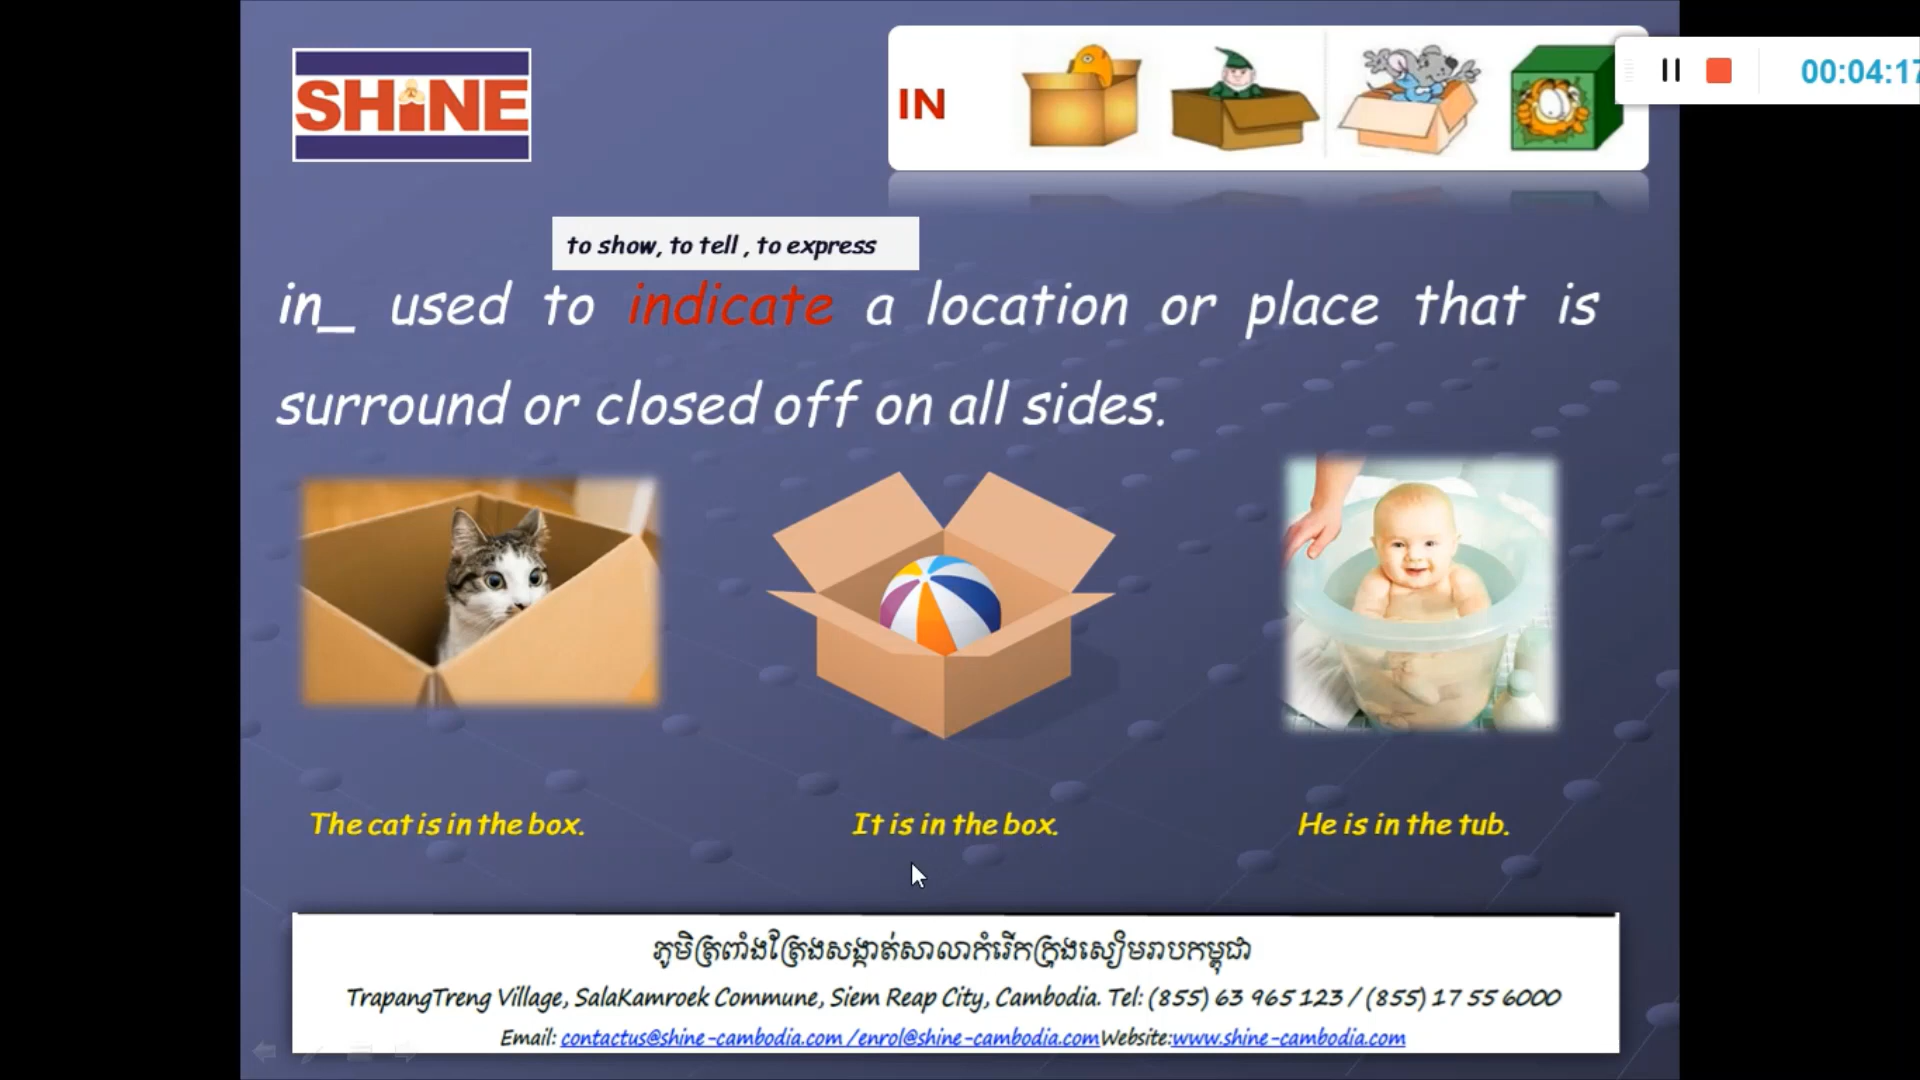 SHiNE
IN
00:04:17
to show, to tell , to express
in_ used to indicate a location or place that is
surround or closed off on all sides.
The cat is in the box.
It is in the box.
He is in the tub.
ភូមិត្រពាំងត្រែងសង្កាត់សាលាកំរើកក្រុងសៀមរាបកម្ពុជា
TrapangTreng Village, SalaKamroek Commune, Siem Reap City, Cambodia. Tel: (855) 63 965 123 / (855) 17 55 6000
Email: contactus@shine-cambodia.com /enrol@shine-cambodia.comWebsite:www.shine-cambodia.com